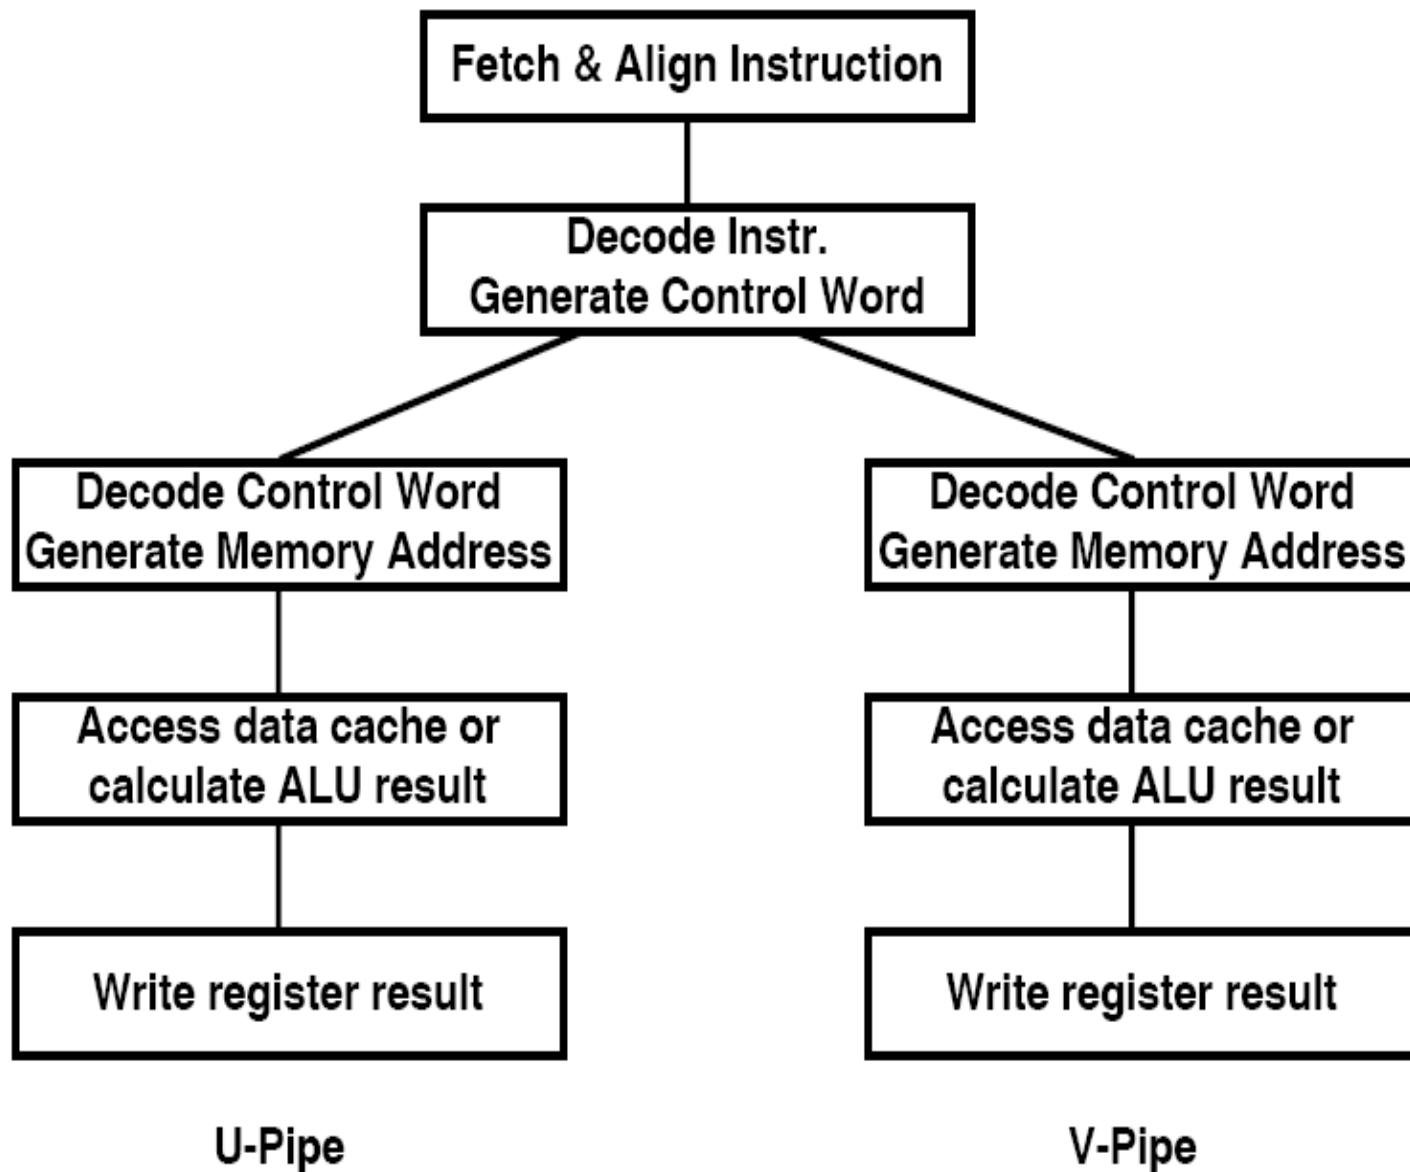 Fetch & Align Instruction
Decode Instr.
Generate Control Word
Decode Control Word
Generate Memory Address
Decode Control Word
Generate Memory Address
Access data cache or
calculate ALU result
Access data cache or
calculate ALU result
Write register result
Write register result
U-Pipe
V-Pipe